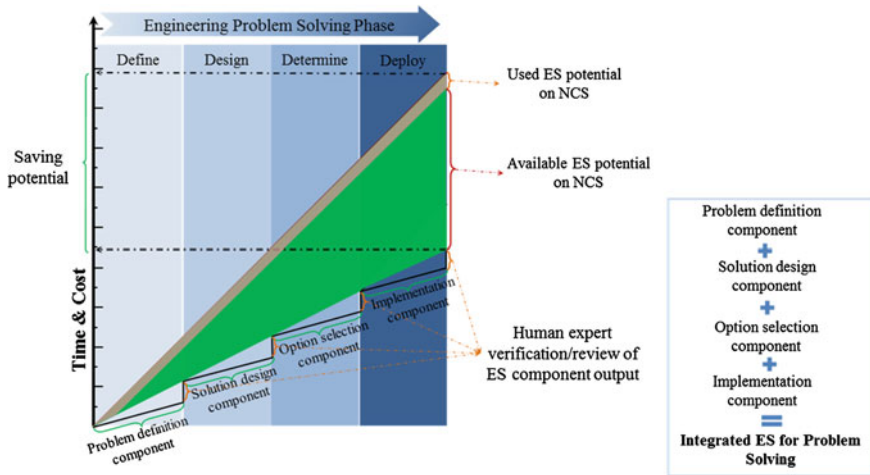 Engineering Problem Solving Phase
Define
Design
Determine
Deploy
Time & Cost
Saving
potential
Used ES potential
on NCS
Available ES potential
on NCS
Human expert
verification/review of
ES component output
Problem definition
component
Solution design
component
Option selection
component
Implementation
component
Problem definition
component
+
Solution design
component
+
Option selection
component
+
Implementation
component
=
Integrated ES for Problem
Solving